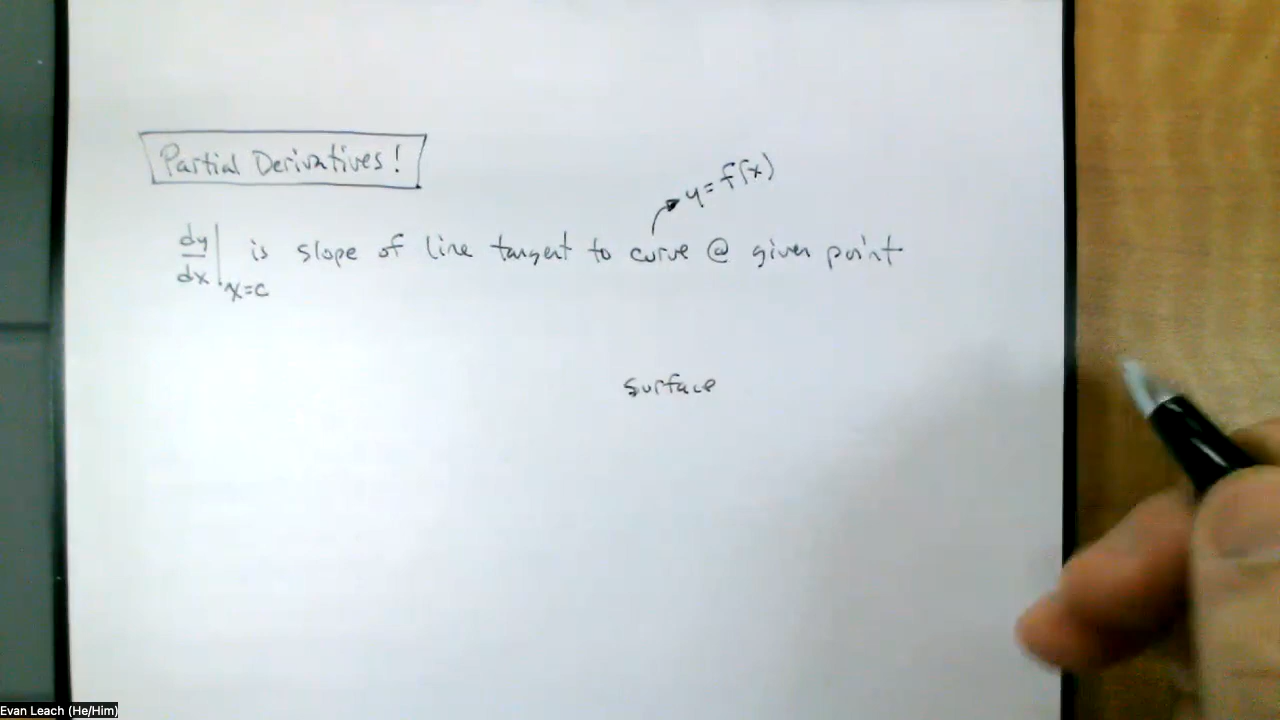 Partial Derivatives!
y = f(x)
dy/dx | x=c is slope of line tangent to curve @ given point
surface
Evan Leach (He/Him)